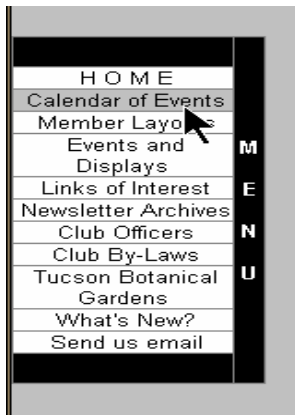 H O M E
Calendar of Events
Member Layouts
Events and
Displays
Links of Interest
Newsletter Archives
Club Officers
Club By-Laws
Tucson Botanical
Gardens
What's New?
Send us email
M
E
N
U